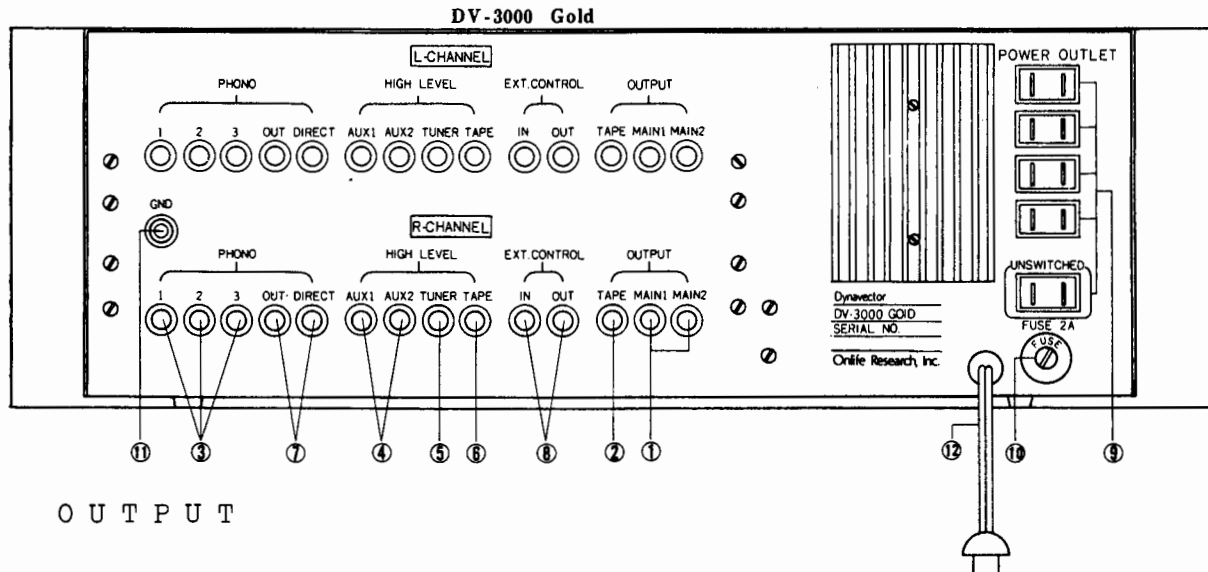 DV-3000 Gold
L-CHANNEL
POWER OUTLET
PHONO HIGH LEVEL EXT.CONTROL OUTPUT
1 2 3 OUT DIRECT AUX1 AUX2 TUNER TAPE IN OUT TAPE MAIN1 MAIN2
GND
R-CHANNEL
PHONO HIGH LEVEL EXT.CONTROL OUTPUT
UNSWITCHED
1 2 3 OUT DIRECT AUX1 AUX2 TUNER TAPE IN OUT TAPE MAIN1 MAIN2
Dynavector
DV-3000 GOID
SERIAL NO.
FUSE 2A
FUSE
Onlife Research, Inc.
⑪ ③ ⑦ ④ ⑤ ⑥ ⑧ ② ① ⑫ ⑩ ⑨
OUTPUT